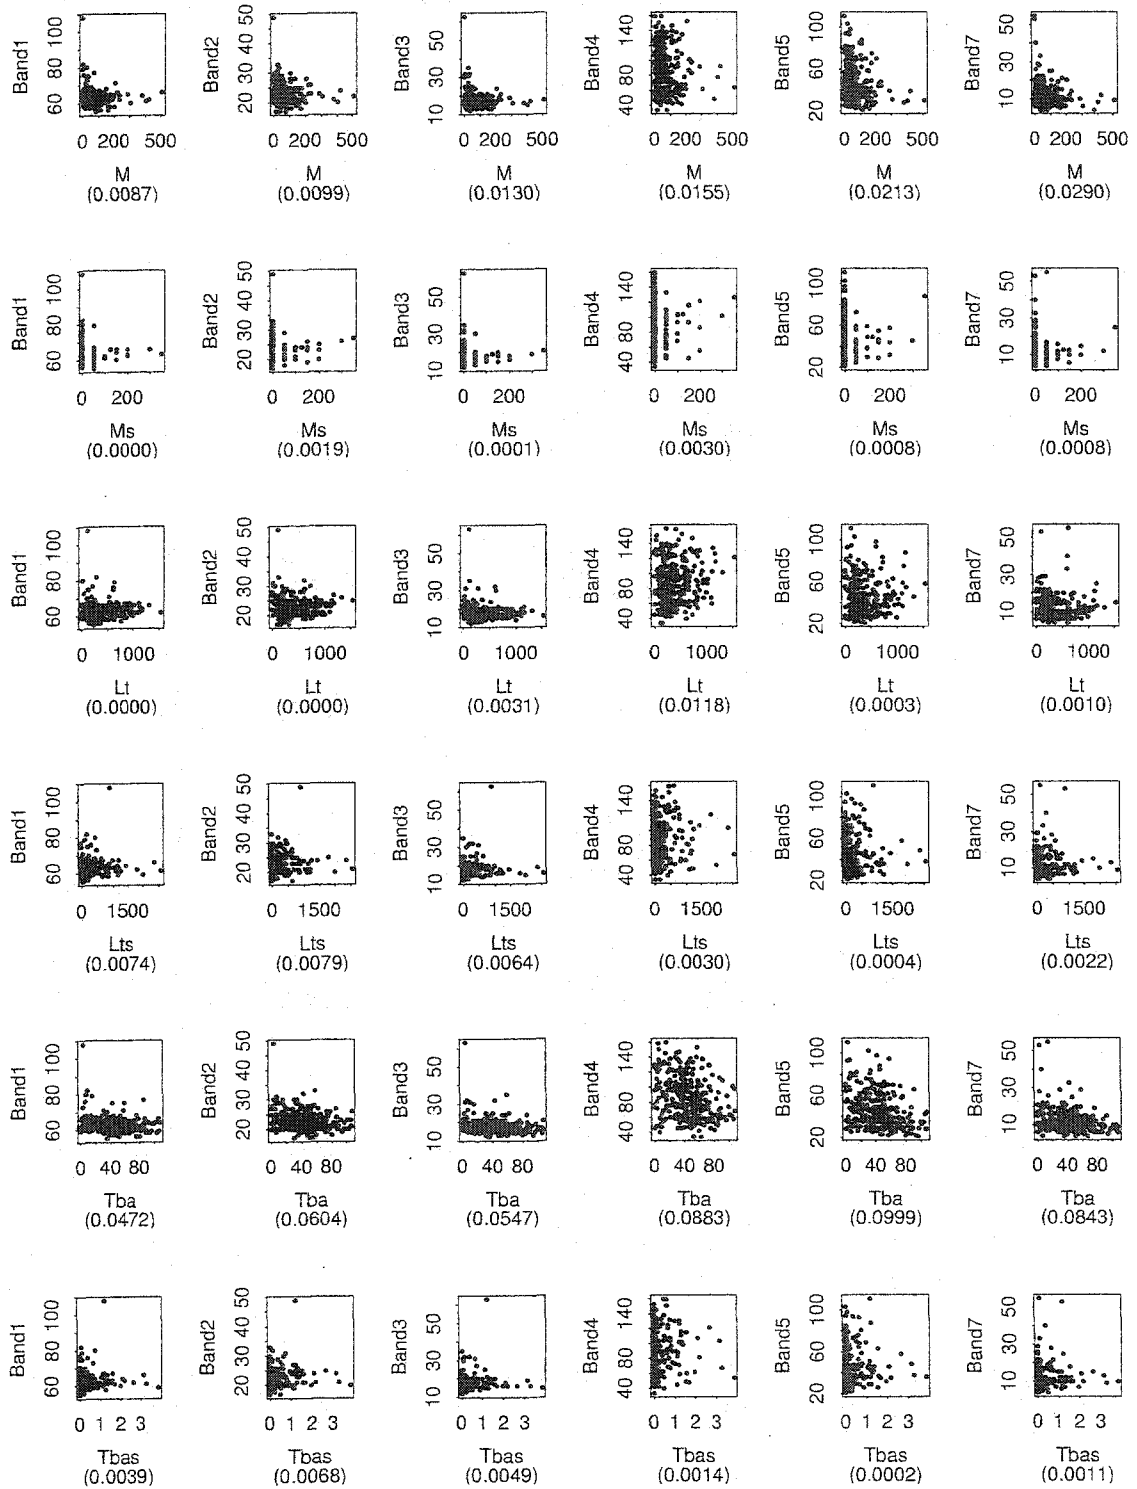 Band1
60 80 100
0 200 500
M
(0.0087)
Band2
20 30 40 50
0 200 500
M
(0.0099)
Band3
10 30 50
0 200 500
M
(0.0130)
Band4
40 80 140
0 200 500
M
(0.0155)
Band5
20 60 100
0 200 500
M
(0.0213)
Band7
10 30 50
0 200 500
M
(0.0290)
Band1
60 80 100
0 200
Ms
(0.0000)
Band2
20 30 40 50
0 200
Ms
(0.0019)
Band3
10 30 50
0 200
Ms
(0.0001)
Band4
40 80 140
0 200
Ms
(0.0030)
Band5
20 60 100
0 200
Ms
(0.0008)
Band7
10 30 50
0 200
Ms
(0.0008)
Band1
60 80 100
0 1000
Lt
(0.0000)
Band2
20 30 40 50
0 1000
Lt
(0.0000)
Band3
10 30 50
0 1000
Lt
(0.0031)
Band4
40 80 140
0 1000
Lt
(0.0118)
Band5
20 60 100
0 1000
Lt
(0.0003)
Band7
10 30 50
0 1000
Lt
(0.0010)
Band1
60 80 100
0 1500
Lts
(0.0074)
Band2
20 30 40 50
0 1500
Lts
(0.0079)
Band3
10 30 50
0 1500
Lts
(0.0064)
Band4
40 80 140
0 1500
Lts
(0.0030)
Band5
20 60 100
0 1500
Lts
(0.0004)
Band7
10 30 50
0 1500
Lts
(0.0022)
Band1
60 80 100
0 40 80
Tba
(0.0472)
Band2
20 30 40 50
0 40 80
Tba
(0.0604)
Band3
10 30 50
0 40 80
Tba
(0.0547)
Band4
40 80 140
0 40 80
Tba
(0.0883)
Band5
20 60 100
0 40 80
Tba
(0.0999)
Band7
10 30 50
0 40 80
Tba
(0.0843)
Band1
60 80 100
0 1 2 3
Tbas
(0.0039)
Band2
20 30 40 50
0 1 2 3
Tbas
(0.0068)
Band3
10 30 50
0 1 2 3
Tbas
(0.0049)
Band4
40 80 140
0 1 2 3
Tbas
(0.0014)
Band5
20 60 100
0 1 2 3
Tbas
(0.0002)
Band7
10 30 50
0 1 2 3
Tbas
(0.0011)